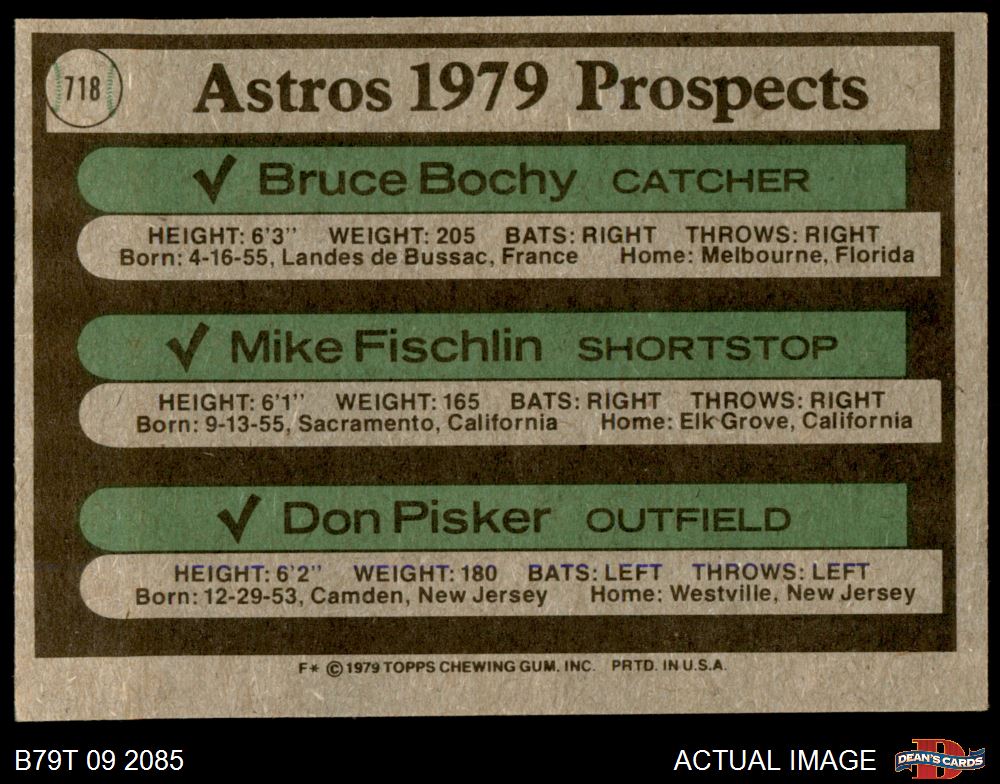 718
Astros 1979 Prospects
✓ Bruce Bochy CATCHER
HEIGHT: 6'3" WEIGHT: 205 BATS: RIGHT THROWS: RIGHT
Born: 4-16-55, Landes de Bussac, France Home: Melbourne, Florida
✓ Mike Fischlin SHORTSTOP
HEIGHT: 6'1" WEIGHT: 165 BATS: RIGHT THROWS: RIGHT
Born: 9-13-55, Sacramento, California Home: Elk Grove, California
✓ Don Pisker OUTFIELD
HEIGHT: 6'2" WEIGHT: 180 BATS: LEFT THROWS: LEFT
Born: 12-29-53, Camden, New Jersey Home: Westville, New Jersey
F* © 1979 TOPPS CHEWING GUM. INC. PRTD. IN U.S.A.
B79T 09 2085
ACTUAL IMAGE
DEAN'S CARDS